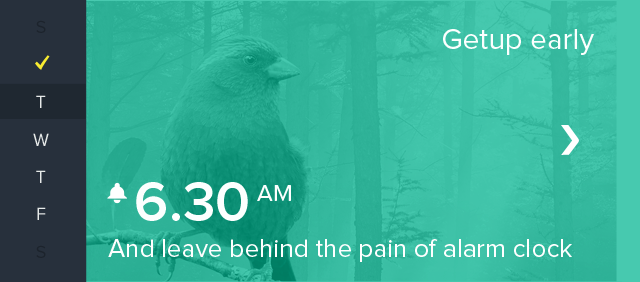 S
T
W
T
F
S
Getup early
6.30 AM
And leave behind the pain of alarm clock